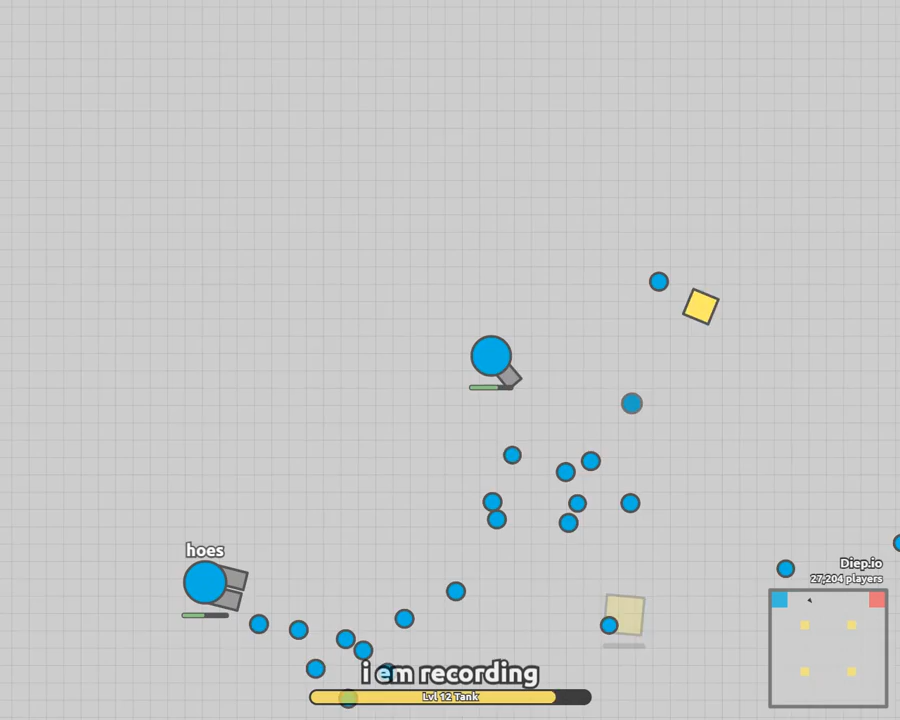 hoes
Diep.io
27,204 players
i em recording
Lvl 12 Tank